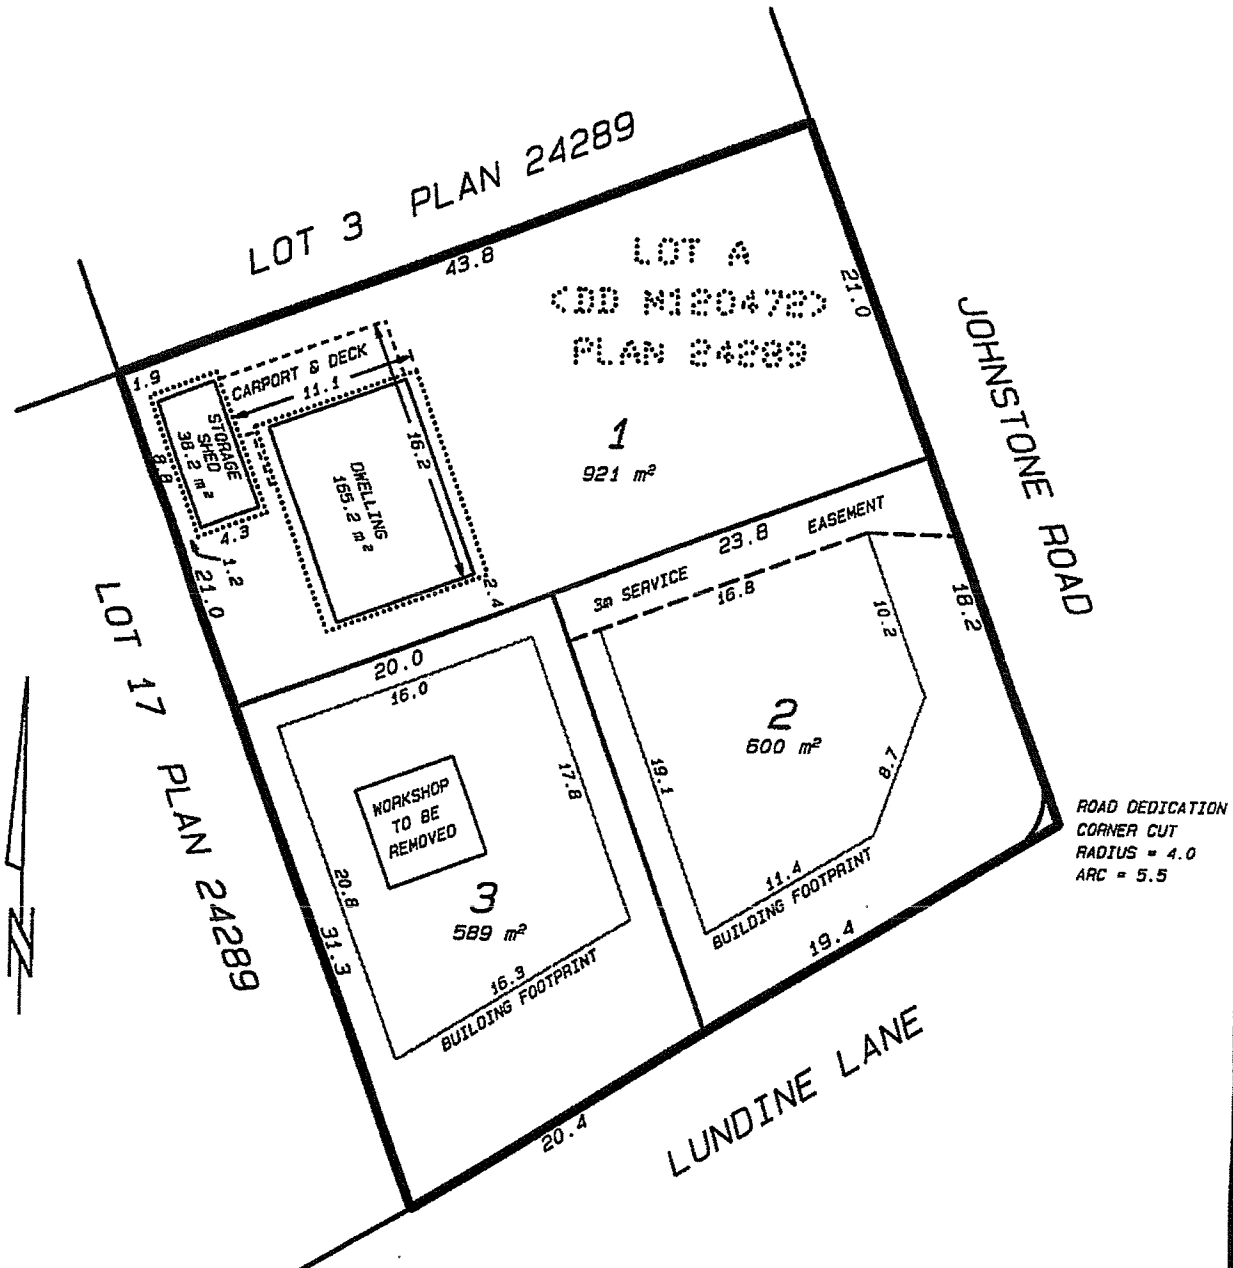 LOT 3 PLAN 24289
43.8
LOT A
<DD M120472>
PLAN 24289
21.0
JOHNSTONE ROAD
1.9
CARPORT & DECK
11.1
16.2
STORAGE
SHED
38.2 m²
8.8
4.3
1.2
21.0
DWELLING
165.2 m²
2.4
1
921 m²
23.8
EASEMENT
3m SERVICE
16.8
10.2
18.2
LOT 17 PLAN 24289
20.0
16.0
17.8
WORKSHOP
TO BE
REMOVED
20.8
31.3
3
589 m²
16.3
BUILDING FOOTPRINT
2
600 m²
19.1
8.7
11.4
BUILDING FOOTPRINT
19.4
ROAD DEDICATION
CORNER CUT
RADIUS = 4.0
ARC = 5.5
20.4
LUNDINE LANE
N